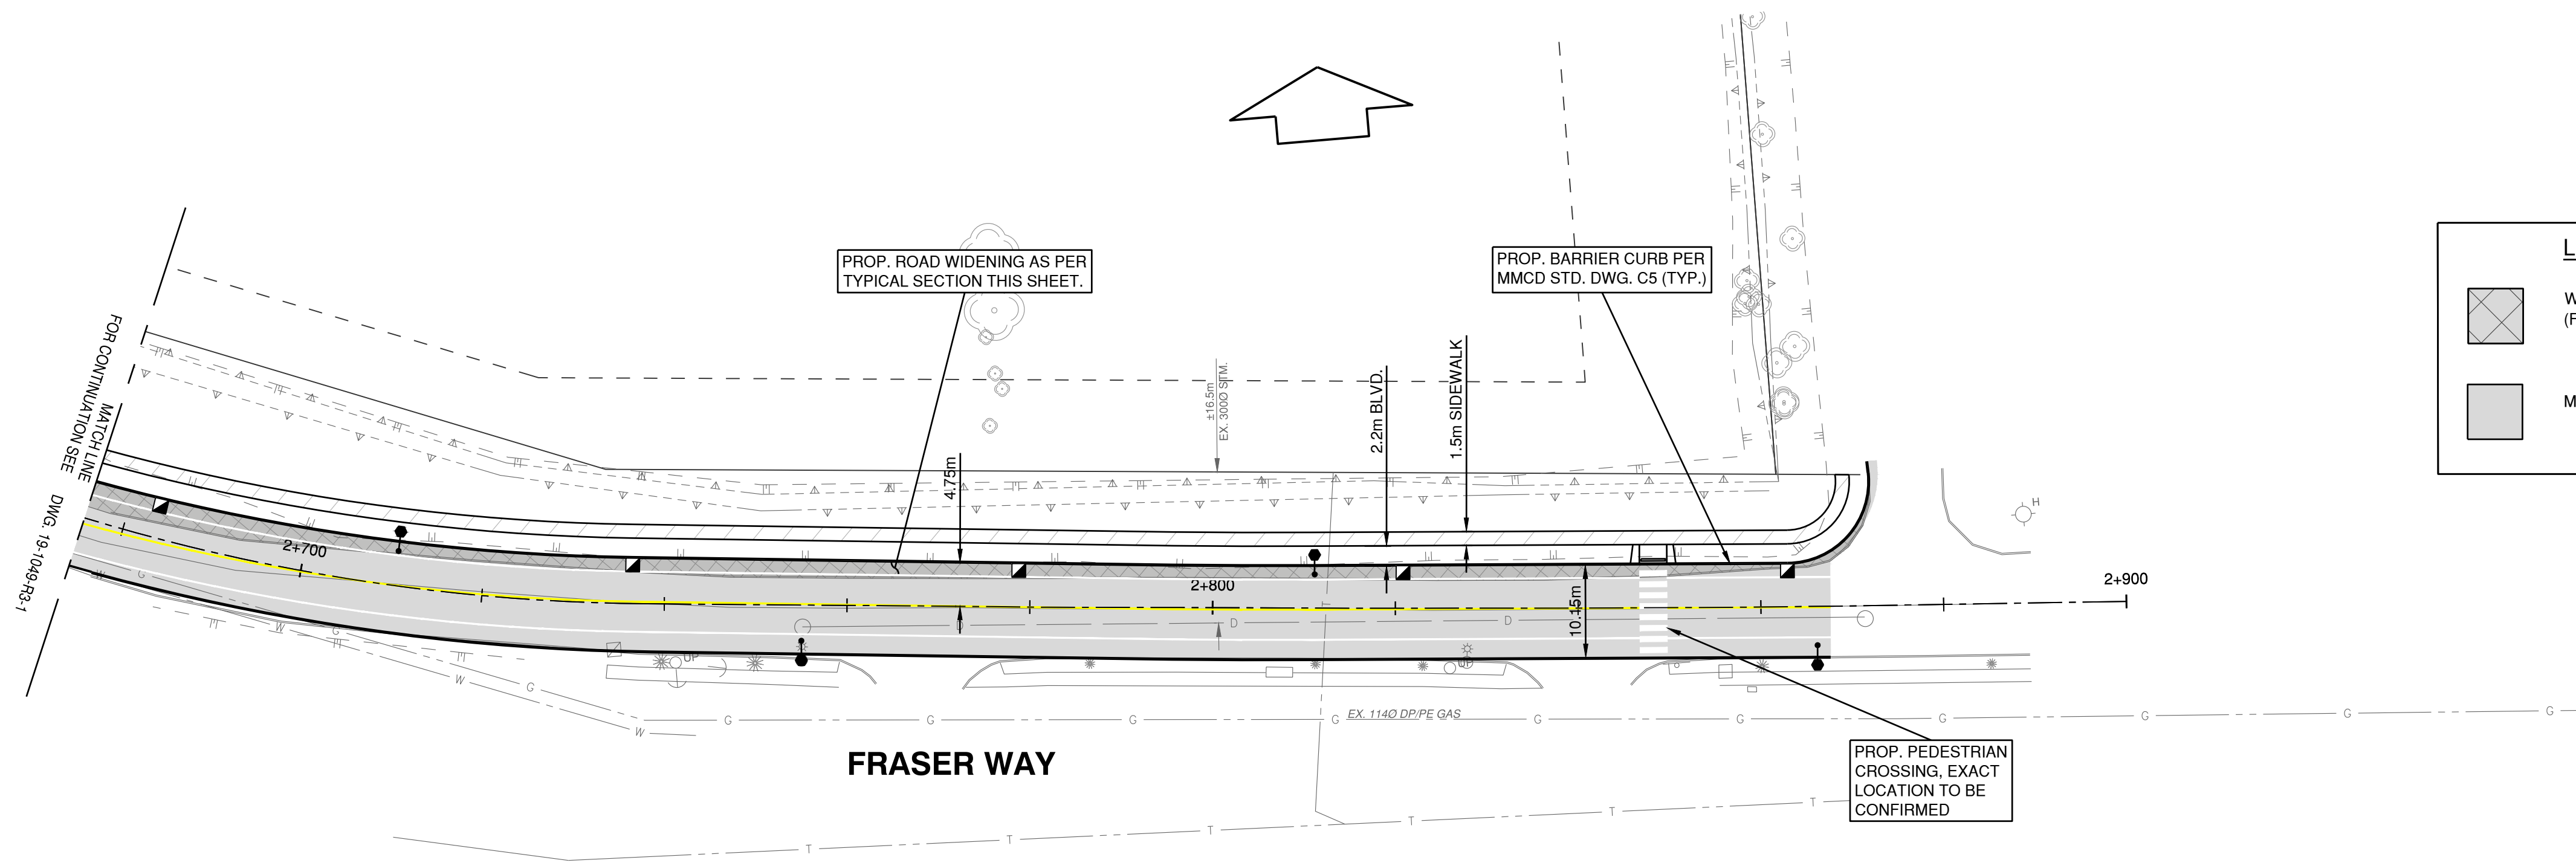 PROP. ROAD WIDENING AS PER
TYPICAL SECTION THIS SHEET.
PROP. BARRIER CURB PER
MMCD STD. DWG. C5 (TYP.)
L
W
(F
M
FOR CONTINUATION SEE
MATCH LINE
DWG. 19-1049-R3-1
±16.5m
EX. 300Ø STM.
2.2m BLVD.
1.5m SIDEWALK
4.75m
10.15m
2+700
2+800
2+900
H
W
G
W
G
W
G
W
D
D
D
UP
UP
G
G
G
G
EX. 114Ø DP/PE GAS
G
G
G
G
G
G
FRASER WAY
PROP. PEDESTRIAN
CROSSING, EXACT
LOCATION TO BE
CONFIRMED
T
T
T
T
T
T